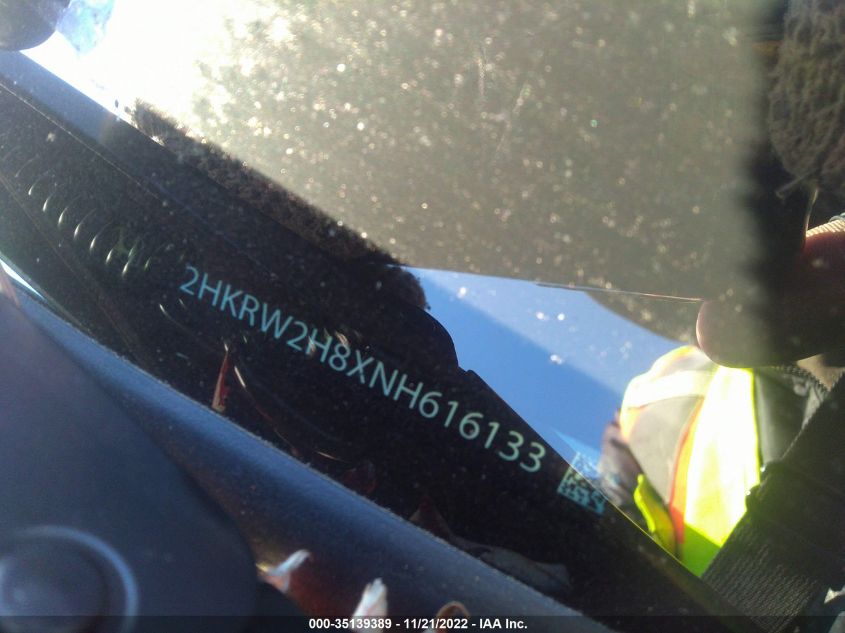 2HKRW2H8XNH616133
000-35139389 - 11/21/2022 - IAA Inc.